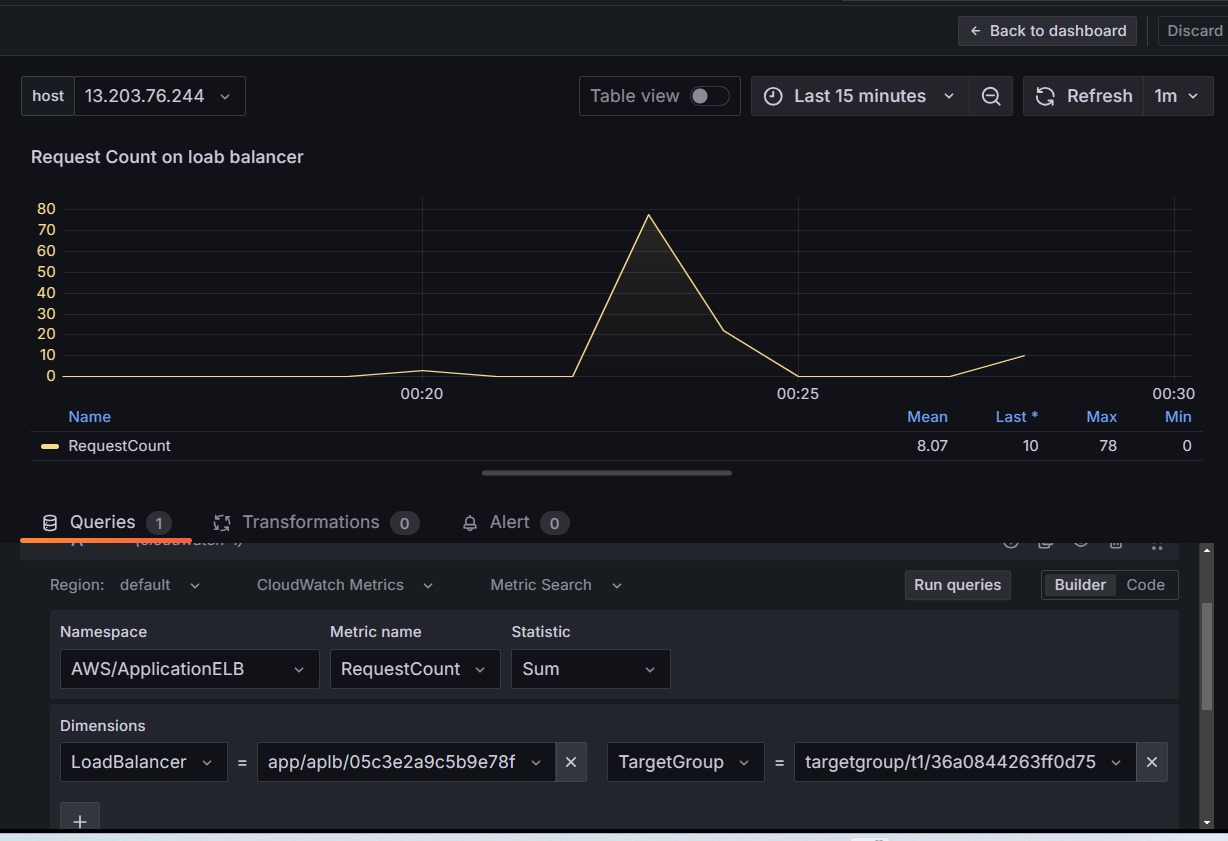 ← Back to dashboard
Discard
host 13.203.76.244
Table view
Last 15 minutes
Refresh 1m
Request Count on loab balancer
80
70
60
50
40
30
20
10
0
00:20 00:25 00:30
Name Mean Last * Max Min
RequestCount 8.07 10 78 0
Queries 1 Transformations 0 Alert 0
Region: default CloudWatch Metrics Metric Search Run queries Builder Code
Namespace Metric name Statistic
AWS/ApplicationELB RequestCount Sum
Dimensions
LoadBalancer = app/aplb/05c3e2a9c5b9e78f × TargetGroup = targetgroup/t1/36a0844263ff0d75 ×
+